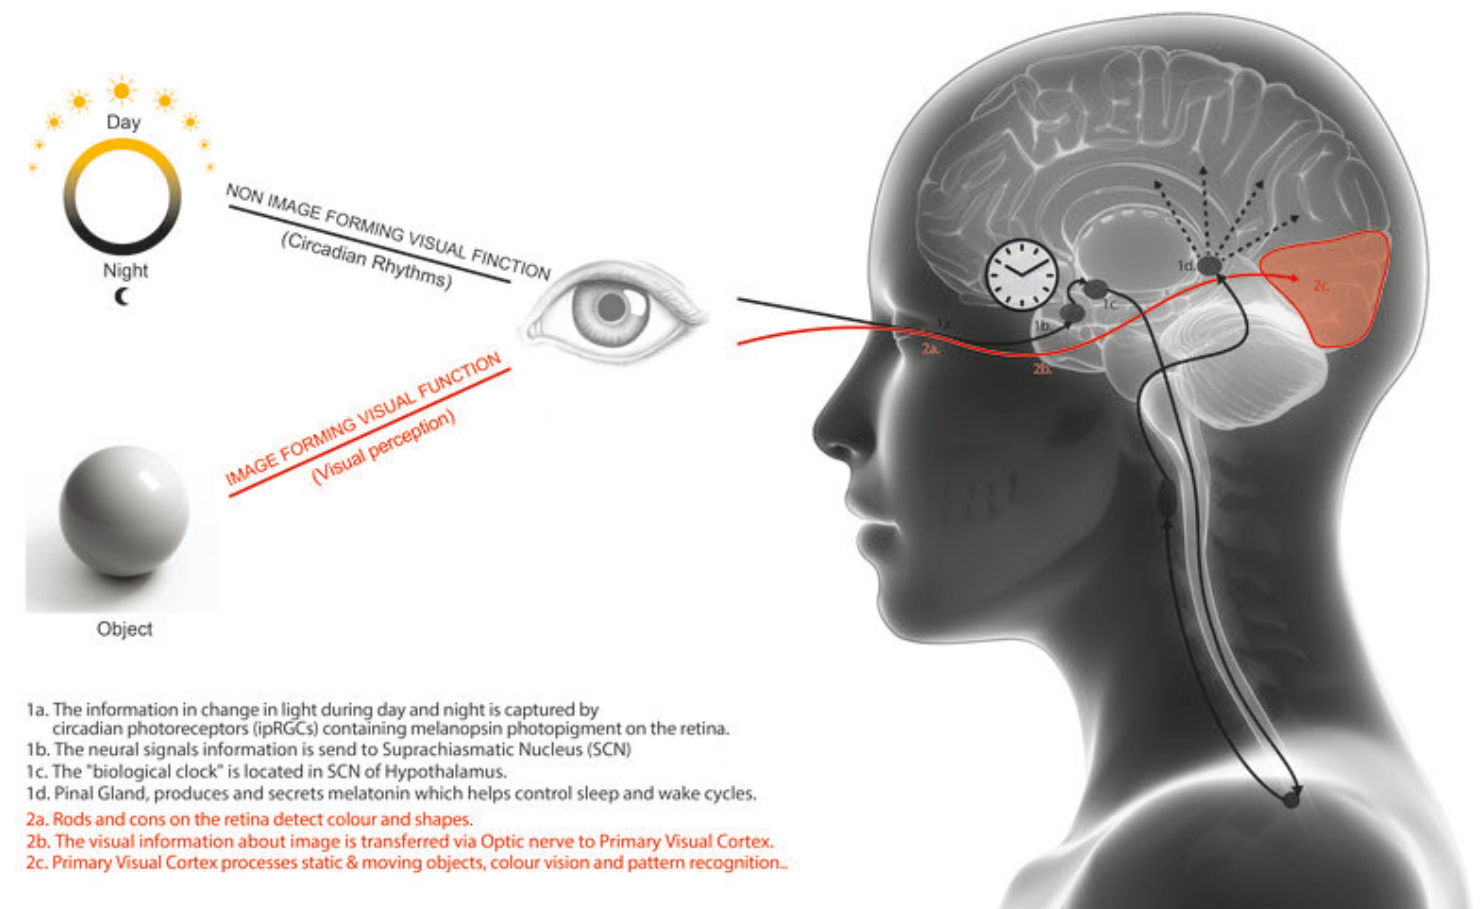 Day
Night
NON IMAGE FORMING VISUAL FINCTION
(Circadian Rhythms)
IMAGE FORMING VISUAL FUNCTION
(Visual perception)
Object
1a.
1b.
1c.
1d.
2a.
2b.
2c.
1a. The information in change in light during day and night is captured by
circadian photoreceptors (ipRGCs) containing melanopsin photopigment on the retina.
1b. The neural signals information is send to Suprachiasmatic Nucleus (SCN)
1c. The "biological clock" is located in SCN of Hypothalamus.
1d. Pinal Gland, produces and secrets melatonin which helps control sleep and wake cycles.
2a. Rods and cons on the retina detect colour and shapes.
2b. The visual information about image is transferred via Optic nerve to Primary Visual Cortex.
2c. Primary Visual Cortex processes static & moving objects, colour vision and pattern recognition..